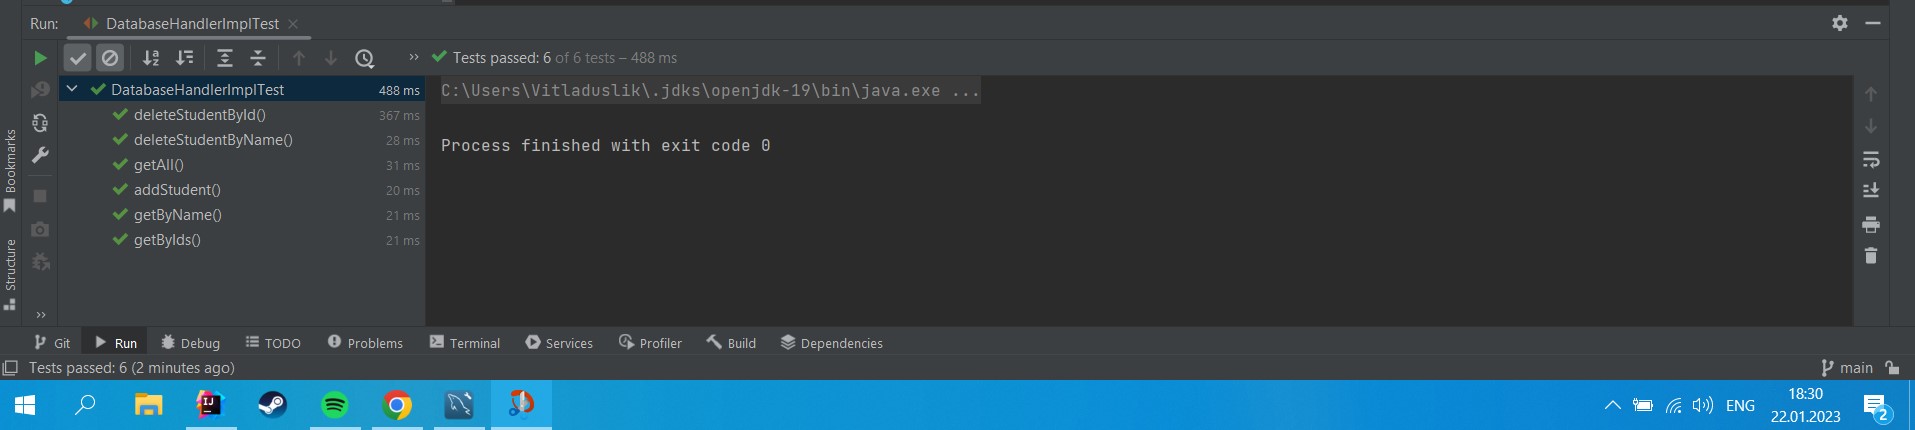 Run: DatabaseHandlerImplTest
Tests passed: 6 of 6 tests – 488 ms
DatabaseHandlerImplTest 488 ms
deleteStudentById() 367 ms
deleteStudentByName() 28 ms
getAll() 31 ms
addStudent() 20 ms
getByName() 21 ms
getByIds() 21 ms
C:\Users\Vitladuslik\.jdks\openjdk-19\bin\java.exe ...
Process finished with exit code 0
Bookmarks
Structure
Git Run Debug TODO Problems Terminal Services Profiler Build Dependencies
Tests passed: 6 (2 minutes ago) main
ENG
18:30
22.01.2023
2